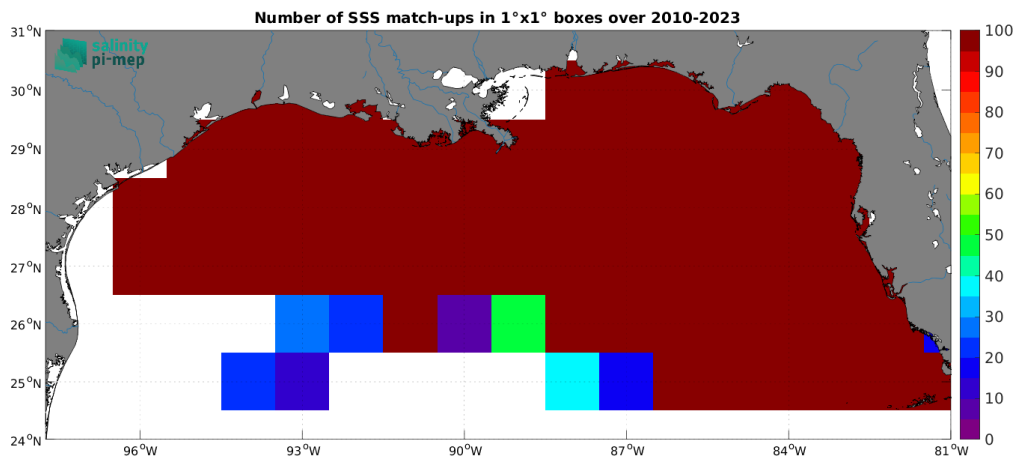 Number of SSS match-ups in 1°x1° boxes over 2010-2023
salinity
pi-mep
31°N
30°N
29°N
28°N
27°N
26°N
25°N
24°N
96°W 93°W 90°W 87°W 84°W 81°W
100
90
80
70
60
50
40
30
20
10
0